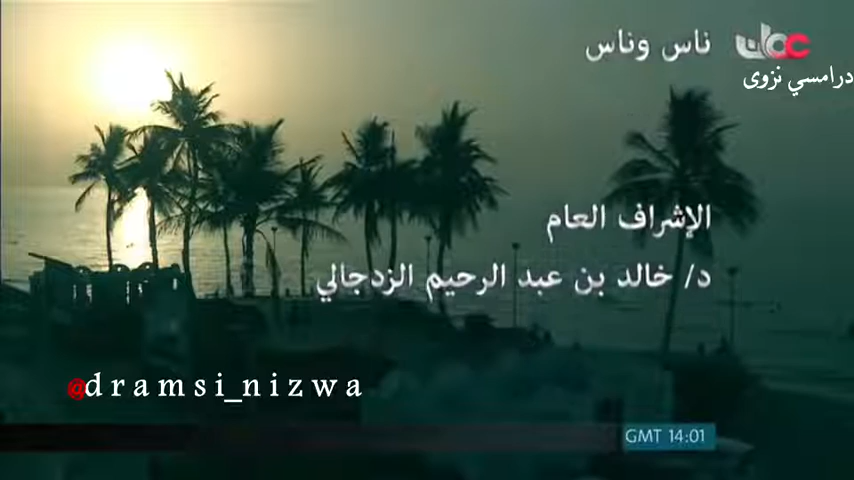 ناس وناس
درامسي نزوى
الإشراف العام
د/ خالد بن عبد الرحيم الزدجالي
@dramsi_nizwa
GMT 14:01